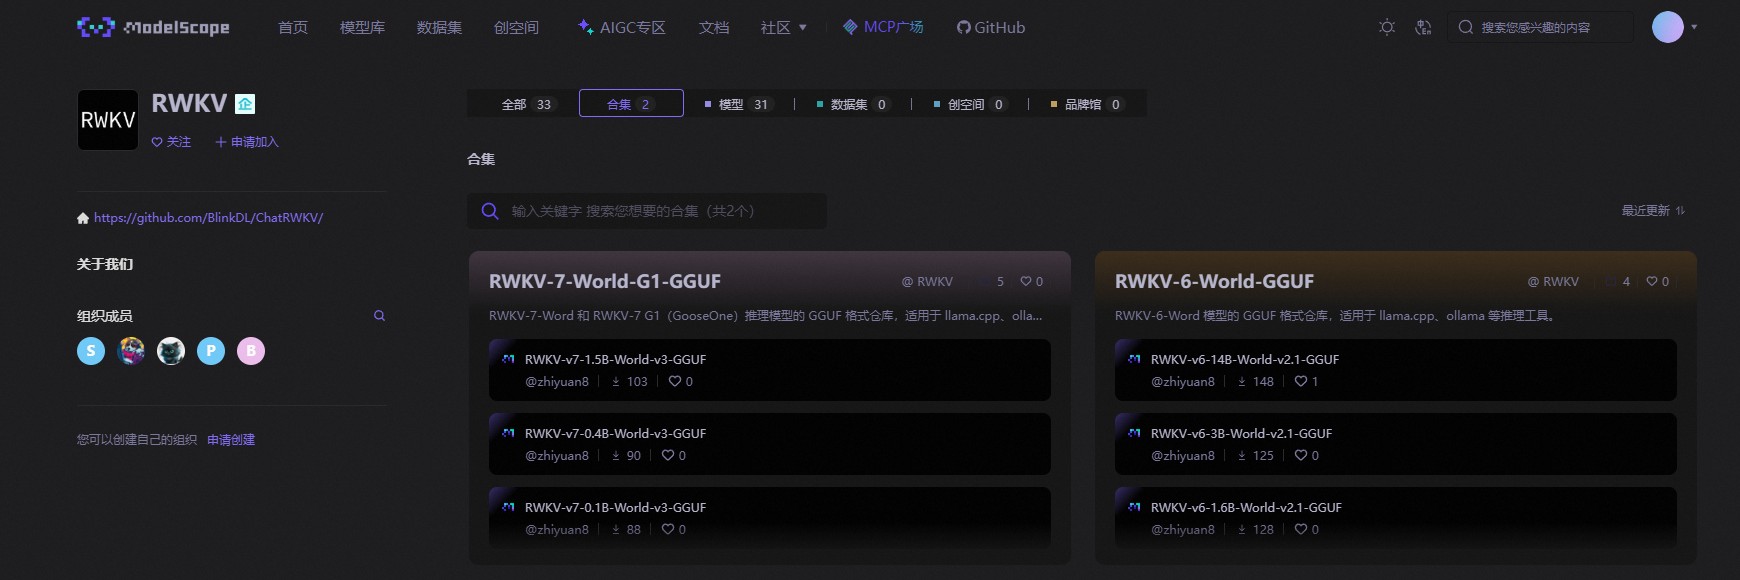 ModelScope 首页 模型库 数据集 创空间 AIGC专区 文档 社区 MCP广场 GitHub 搜索您感兴趣的内容
RWKV RWKV 企
关注 申请加入
https://github.com/BlinkDL/ChatRWKV/
关于我们
组织成员
S P B
您可以创建自己的组织 申请创建
全部 33 合集 2 模型 31 数据集 0 创空间 0 品牌馆 0
合集
输入关键字 搜索您想要的合集（共2个）
最近更新
RWKV-7-World-G1-GGUF @ RWKV 5 0
RWKV-7-Word 和 RWKV-7 G1（GooseOne）推理模型的 GGUF 格式仓库，适用于 llama.cpp、olla...
RWKV-v7-1.5B-World-v3-GGUF
@zhiyuan8 103 0
RWKV-v7-0.4B-World-v3-GGUF
@zhiyuan8 90 0
RWKV-v7-0.1B-World-v3-GGUF
@zhiyuan8 88 0
RWKV-6-World-GGUF @ RWKV 4 0
RWKV-6-Word 模型的 GGUF 格式仓库，适用于 llama.cpp、ollama 等推理工具。
RWKV-v6-14B-World-v2.1-GGUF
@zhiyuan8 148 1
RWKV-v6-3B-World-v2.1-GGUF
@zhiyuan8 125 0
RWKV-v6-1.6B-World-v2.1-GGUF
@zhiyuan8 128 0